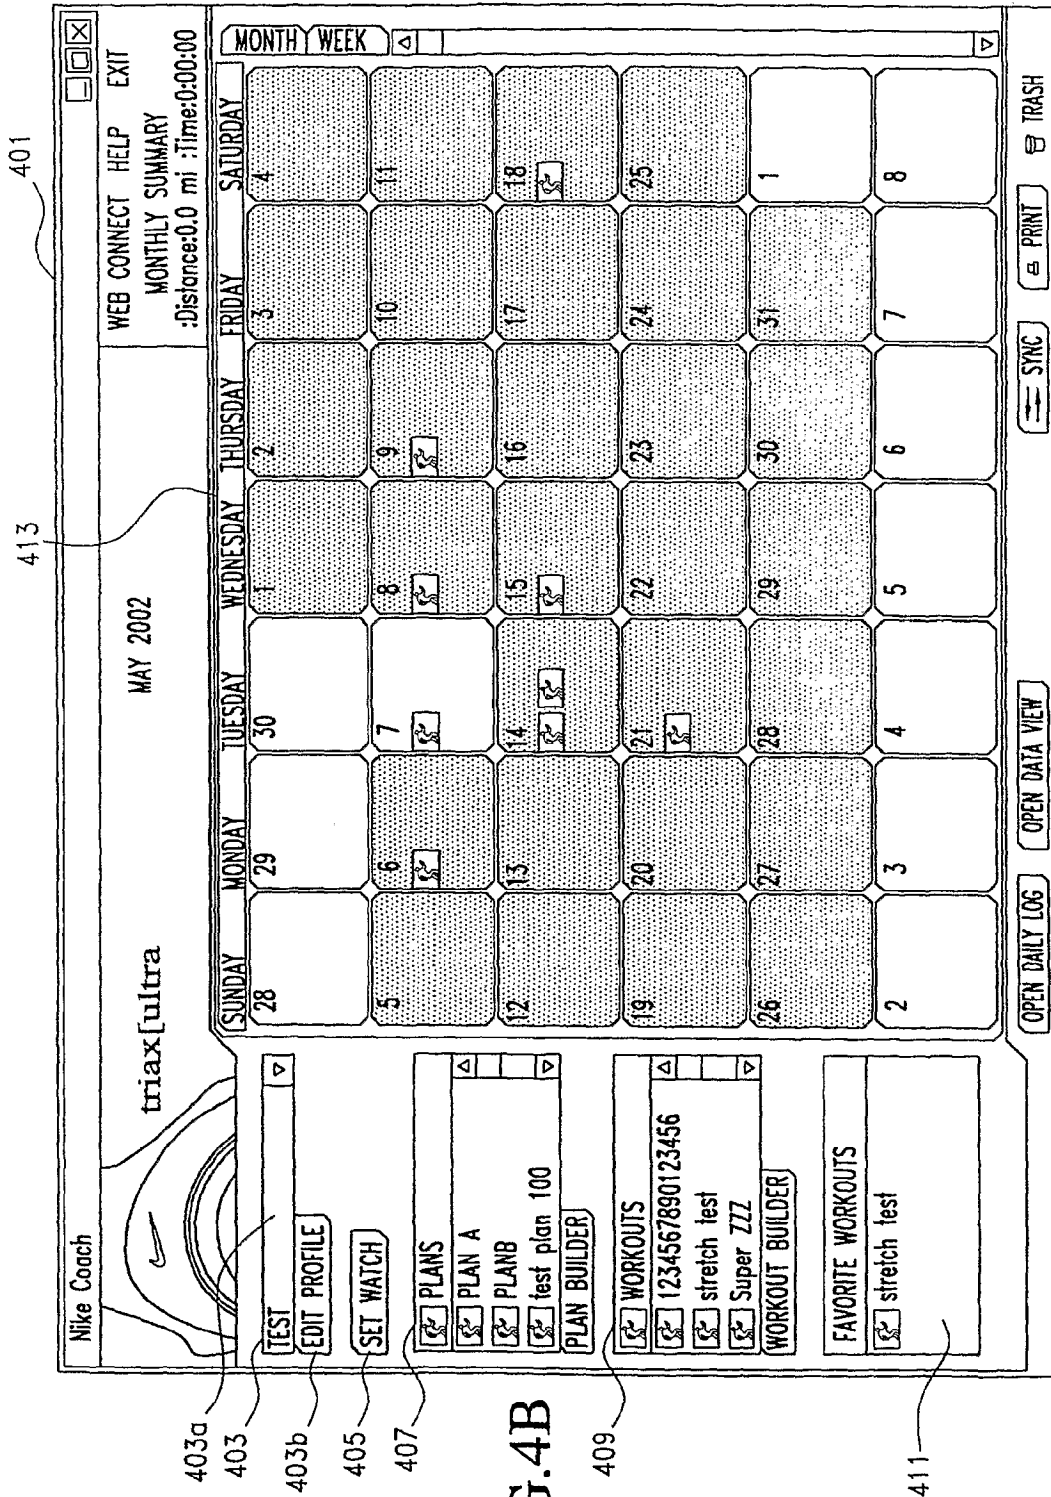 401
413
Nike Coach
triax[ultra
MAY 2002
WEB CONNECT HELP EXIT
MONTHLY SUMMARY
:Distance:0.0 mi :Time:0:00:00
403a
403
TEST
403b
EDIT PROFILE
405
SET WATCH
407
PLANS
PLAN A
PLANB
test plan 100
PLAN BUILDER
409
WORKOUTS
1234567890123456
stretch test
Super ZZZ
WORKOUT BUILDER
FAVORITE WORKOUTS
stretch test
411
SUNDAY MONDAY TUESDAY WEDNESDAY THURSDAY FRIDAY SATURDAY
28 29 30 1 2 3 4
5 6 7 8 9 10 11
12 13 14 15 16 17 18
19 20 21 22 23 24 25
26 27 28 29 30 31 1
2 3 4 5 6 7 8
MONTH WEEK
OPEN DAILY LOG OPEN DATA VIEW SYNC PRINT TRASH
G.4B